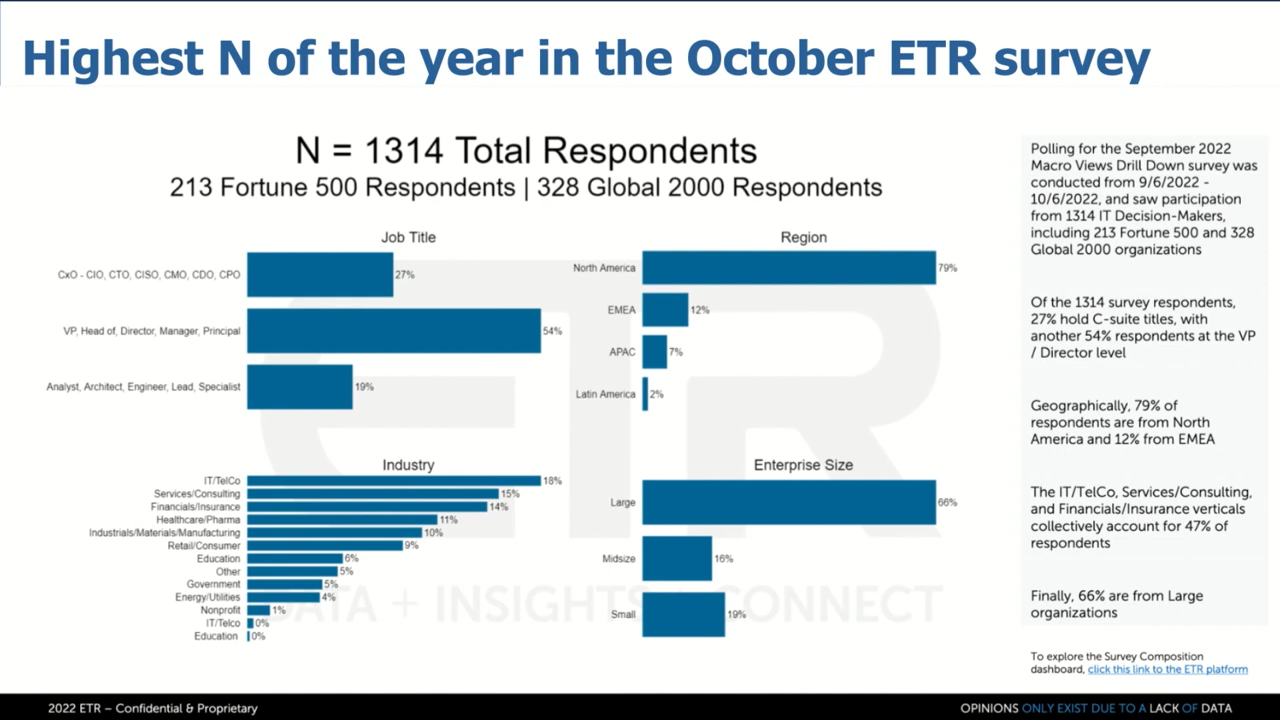 Highest N of the year in the October ETR survey
N = 1314 Total Respondents
213 Fortune 500 Respondents | 328 Global 2000 Respondents
Job Title
CxO - CIO, CTO, CISO, CMO, CDO, CPO 27%
VP, Head of, Director, Manager, Principal 54%
Analyst, Architect, Engineer, Lead, Specialist 19%
Region
North America 79%
EMEA 12%
APAC 7%
Latin America 2%
Industry
IT/TelCo 18%
Services/Consulting 15%
Financials/Insurance 14%
Healthcare/Pharma 11%
Industrials/Materials/Manufacturing 10%
Retail/Consumer 9%
Education 6%
Other 5%
Government 5%
Energy/Utilities 4%
Nonprofit 1%
IT/Telco 0%
Education 0%
Enterprise Size
Large 66%
Midsize 16%
Small 19%
ETR
DATA + INSIGHTS + CONNECT
Polling for the September 2022
Macro Views Drill Down survey was
conducted from 9/6/2022 -
10/6/2022, and saw participation
from 1314 IT Decision-Makers,
including 213 Fortune 500 and 328
Global 2000 organizations
Of the 1314 survey respondents,
27% hold C-suite titles, with
another 54% respondents at the VP
/ Director level
Geographically, 79% of
respondents are from North
America and 12% from EMEA
The IT/TelCo, Services/Consulting,
and Financials/Insurance verticals
collectively account for 47% of
respondents
Finally, 66% are from Large
organizations
To explore the Survey Composition
dashboard, click this link to the ETR platform
2022 ETR – Confidential & Proprietary
OPINIONS ONLY EXIST DUE TO A LACK OF DATA